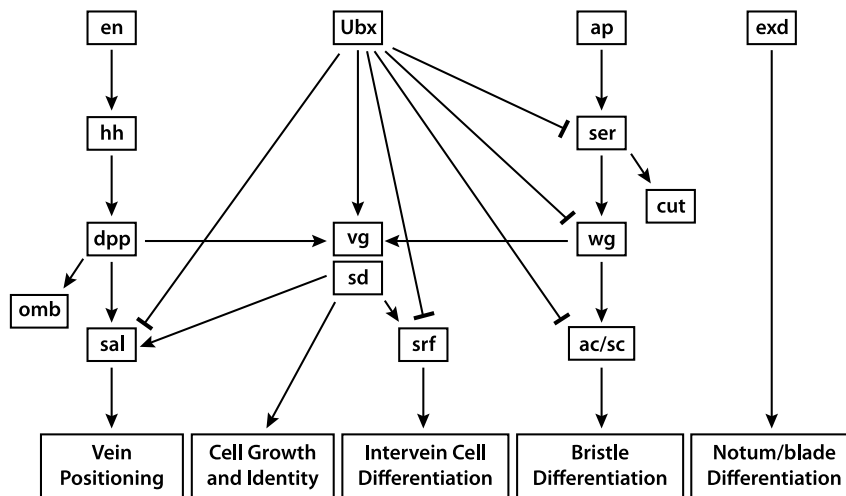 en
Ubx
ap
exd
hh
ser
cut
dpp
vg
wg
sd
omb
sal
srf
ac/sc
Vein
Positioning
Cell Growth
and Identity
Intervein Cell
Differentiation
Bristle
Differentiation
Notum/blade
Differentiation